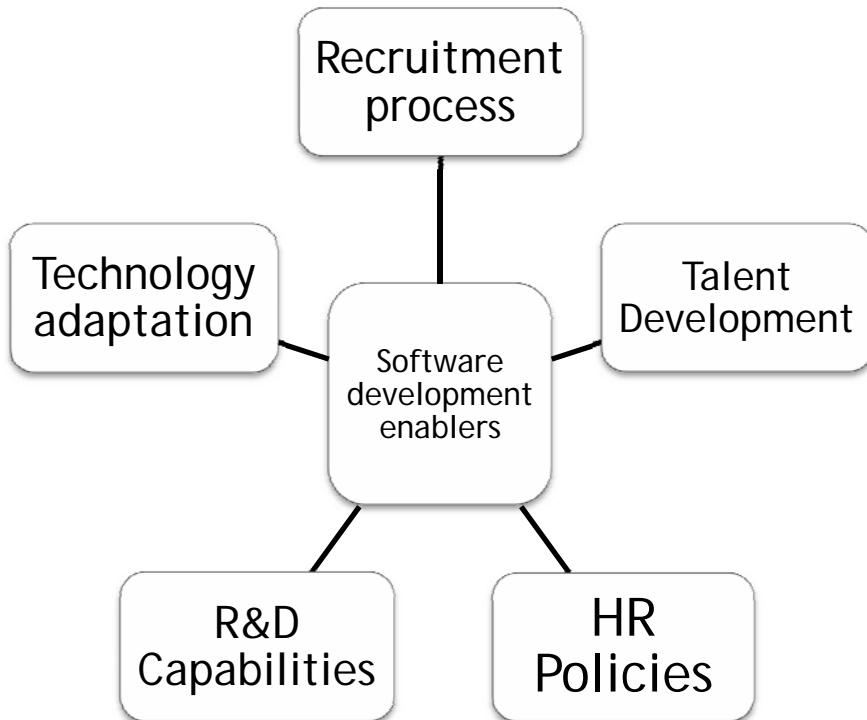 Recruitment
process
Technology
adaptation
Talent
Development
Software
development
enablers
R&D
Capabilities
HR
Policies